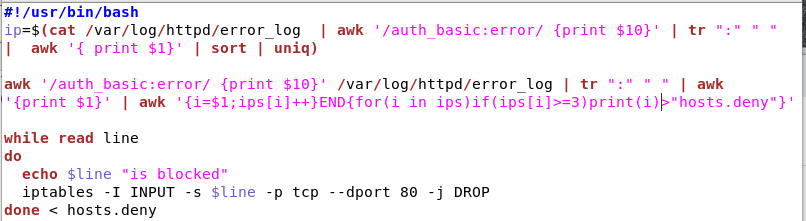 #!/usr/bin/bash
ip=$(cat /var/log/httpd/error_log  | awk '/auth_basic:error/ {print $10}' | tr ":" " "
|  awk '{ print $1}' | sort | uniq)
awk '/auth_basic:error/ {print $10}' /var/log/httpd/error_log | tr ":" " " | awk
'{print $1}' | awk '{i=$1;ips[i]++}END{for(i in ips)if(ips[i]>=3)print(i)>"hosts.deny"}'
while read line
do
  echo $line "is blocked"
  iptables -I INPUT -s $line -p tcp --dport 80 -j DROP
done < hosts.deny